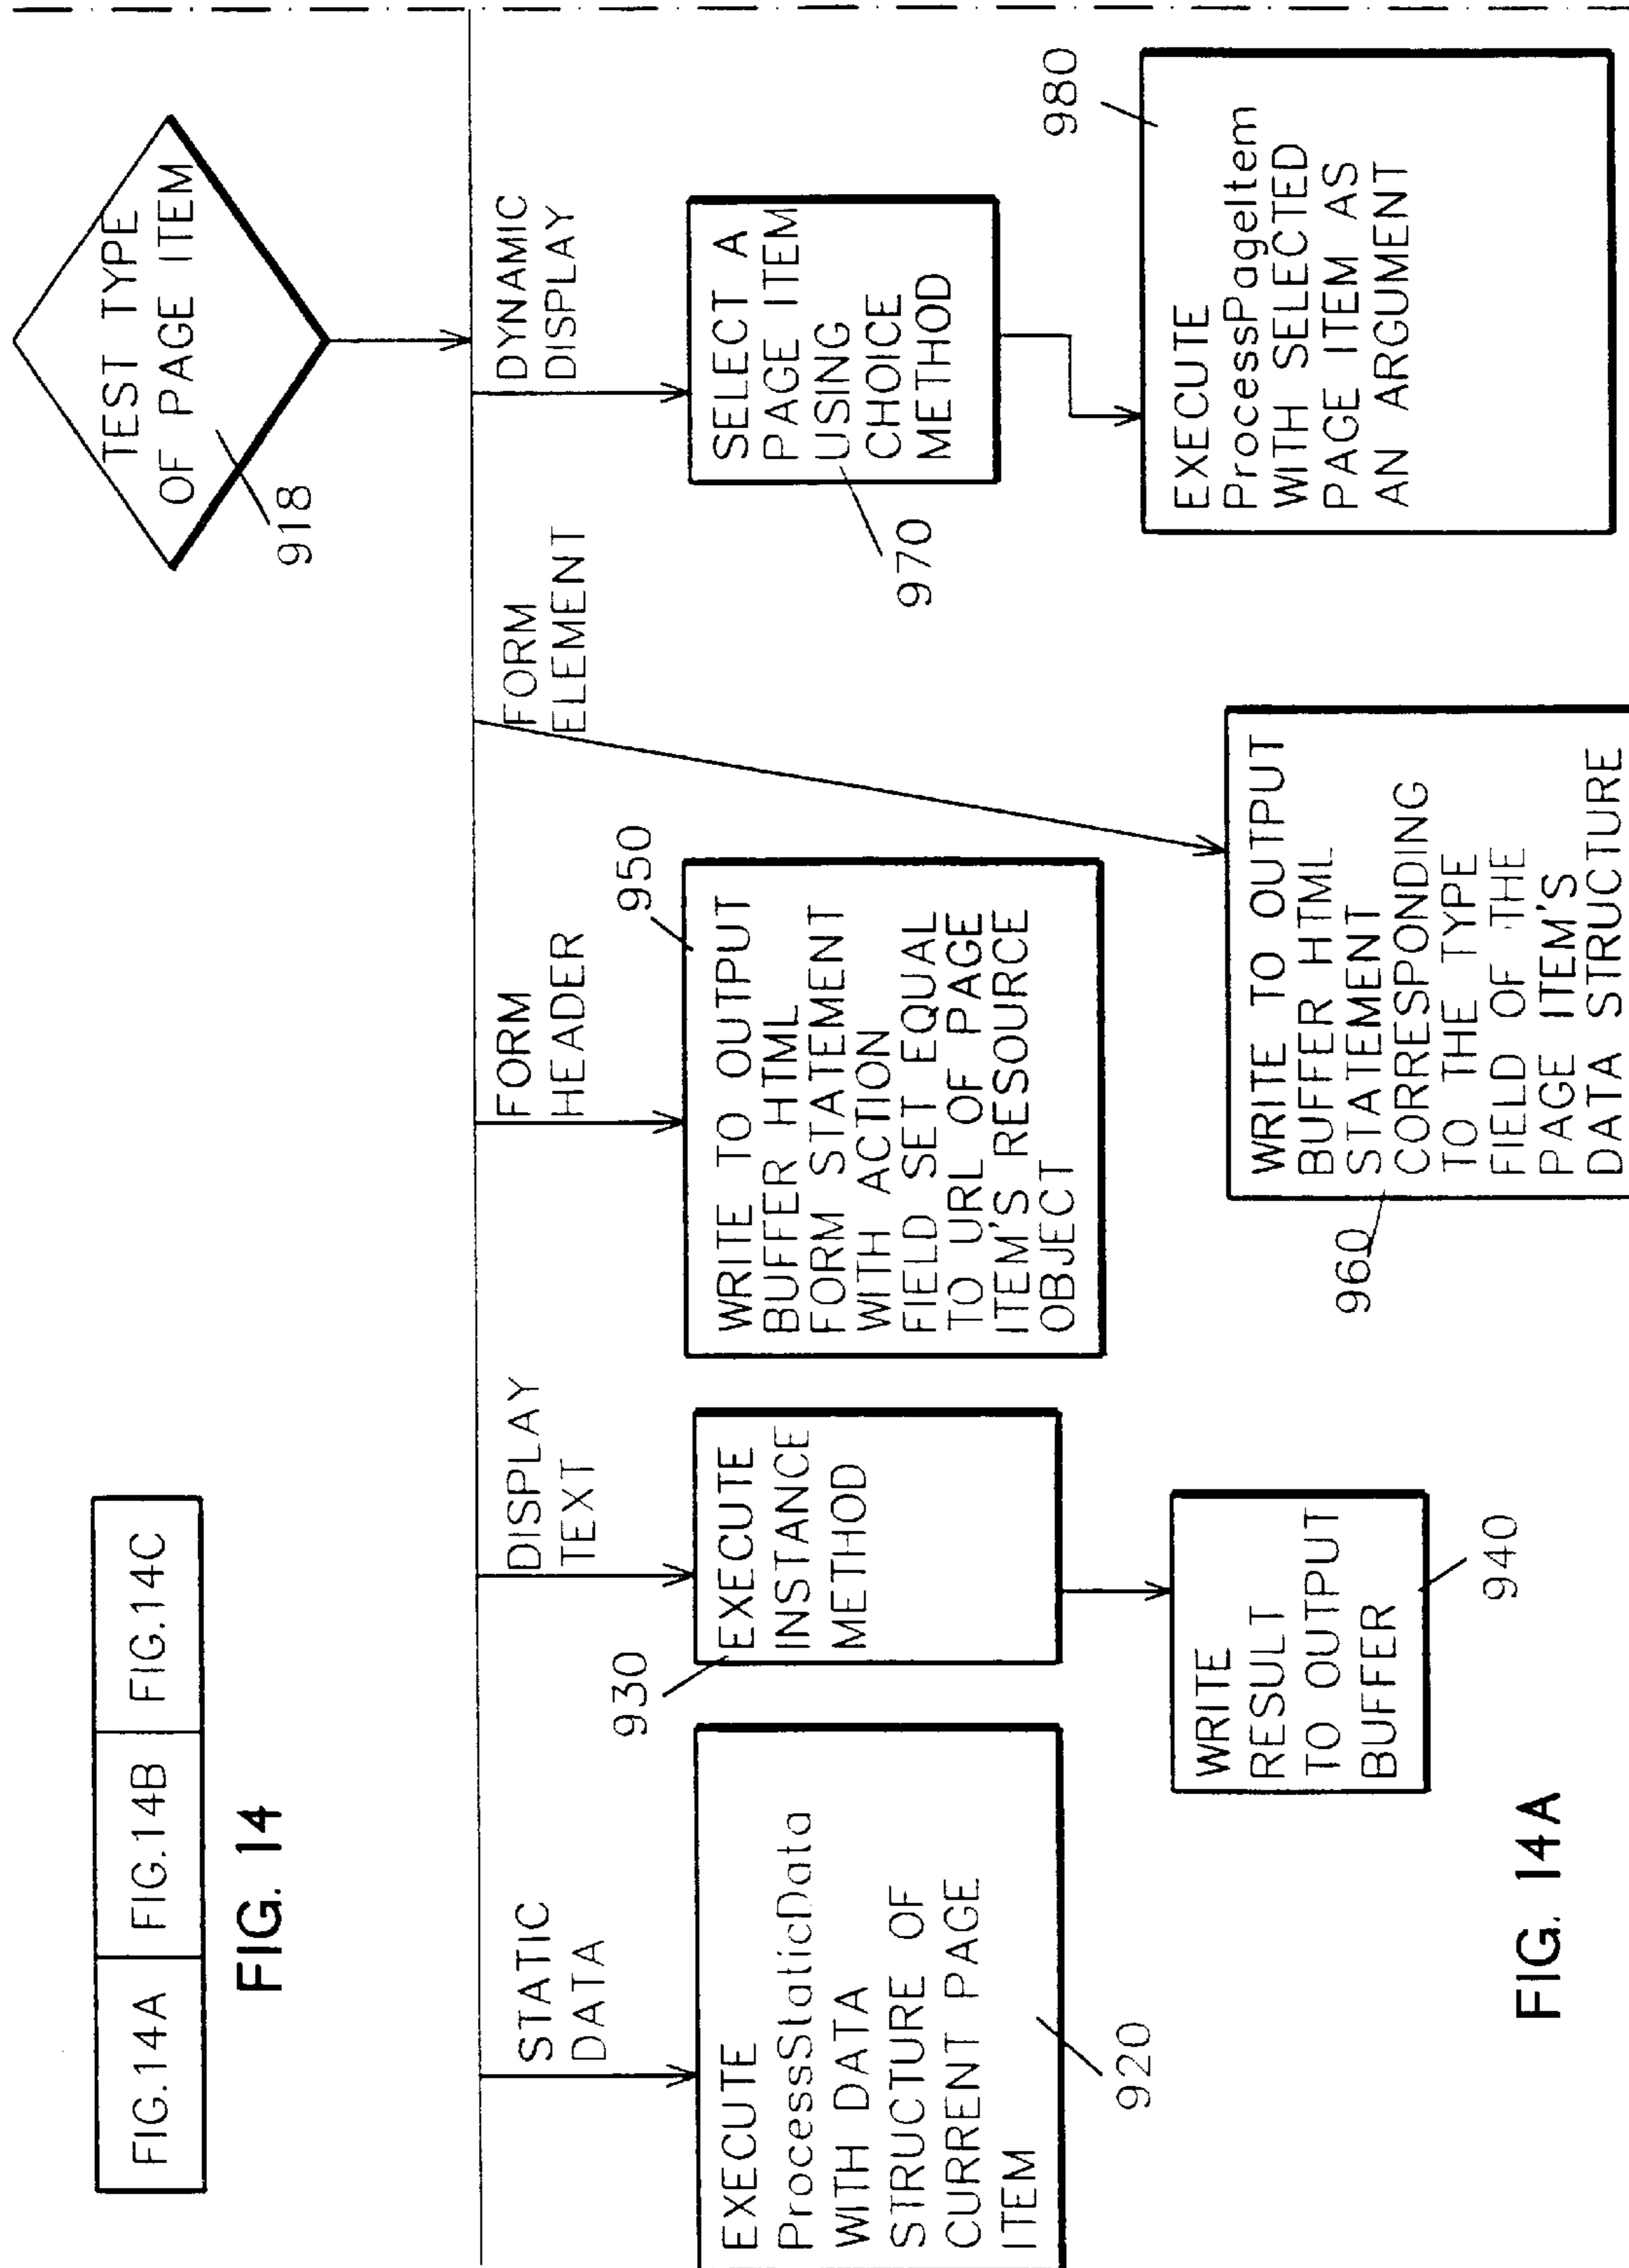 FIG.14A FIG.14B FIG.14C
FIG. 14
TEST TYPE
OF PAGE ITEM
918
STATIC
DATA
EXECUTE
ProcessStaticData
WITH DATA
STRUCTURE OF
CURRENT PAGE
ITEM
920
DISPLAY
TEXT
930
EXECUTE
INSTANCE
METHOD
WRITE
RESULT
TO OUTPUT
BUFFER
940
FORM
HEADER
950
WRITE TO OUTPUT
BUFFER HTML
FORM STATEMENT
WITH ACTION
FIELD SET EQUAL
TO URL OF PAGE
ITEM'S RESOURCE
OBJECT
FORM
ELEMENT
WRITE TO OUTPUT
BUFFER HTML
STATEMENT
CORRESPONDING
TO THE TYPE
FIELD OF THE
PAGE ITEM'S
DATA STRUCTURE
960
DYNAMIC
DISPLAY
SELECT A
PAGE ITEM
USING
CHOICE
METHOD
970
980
EXECUTE
ProcessPageItem
WITH SELECTED
PAGE ITEM AS
AN ARGUMENT
FIG. 14A